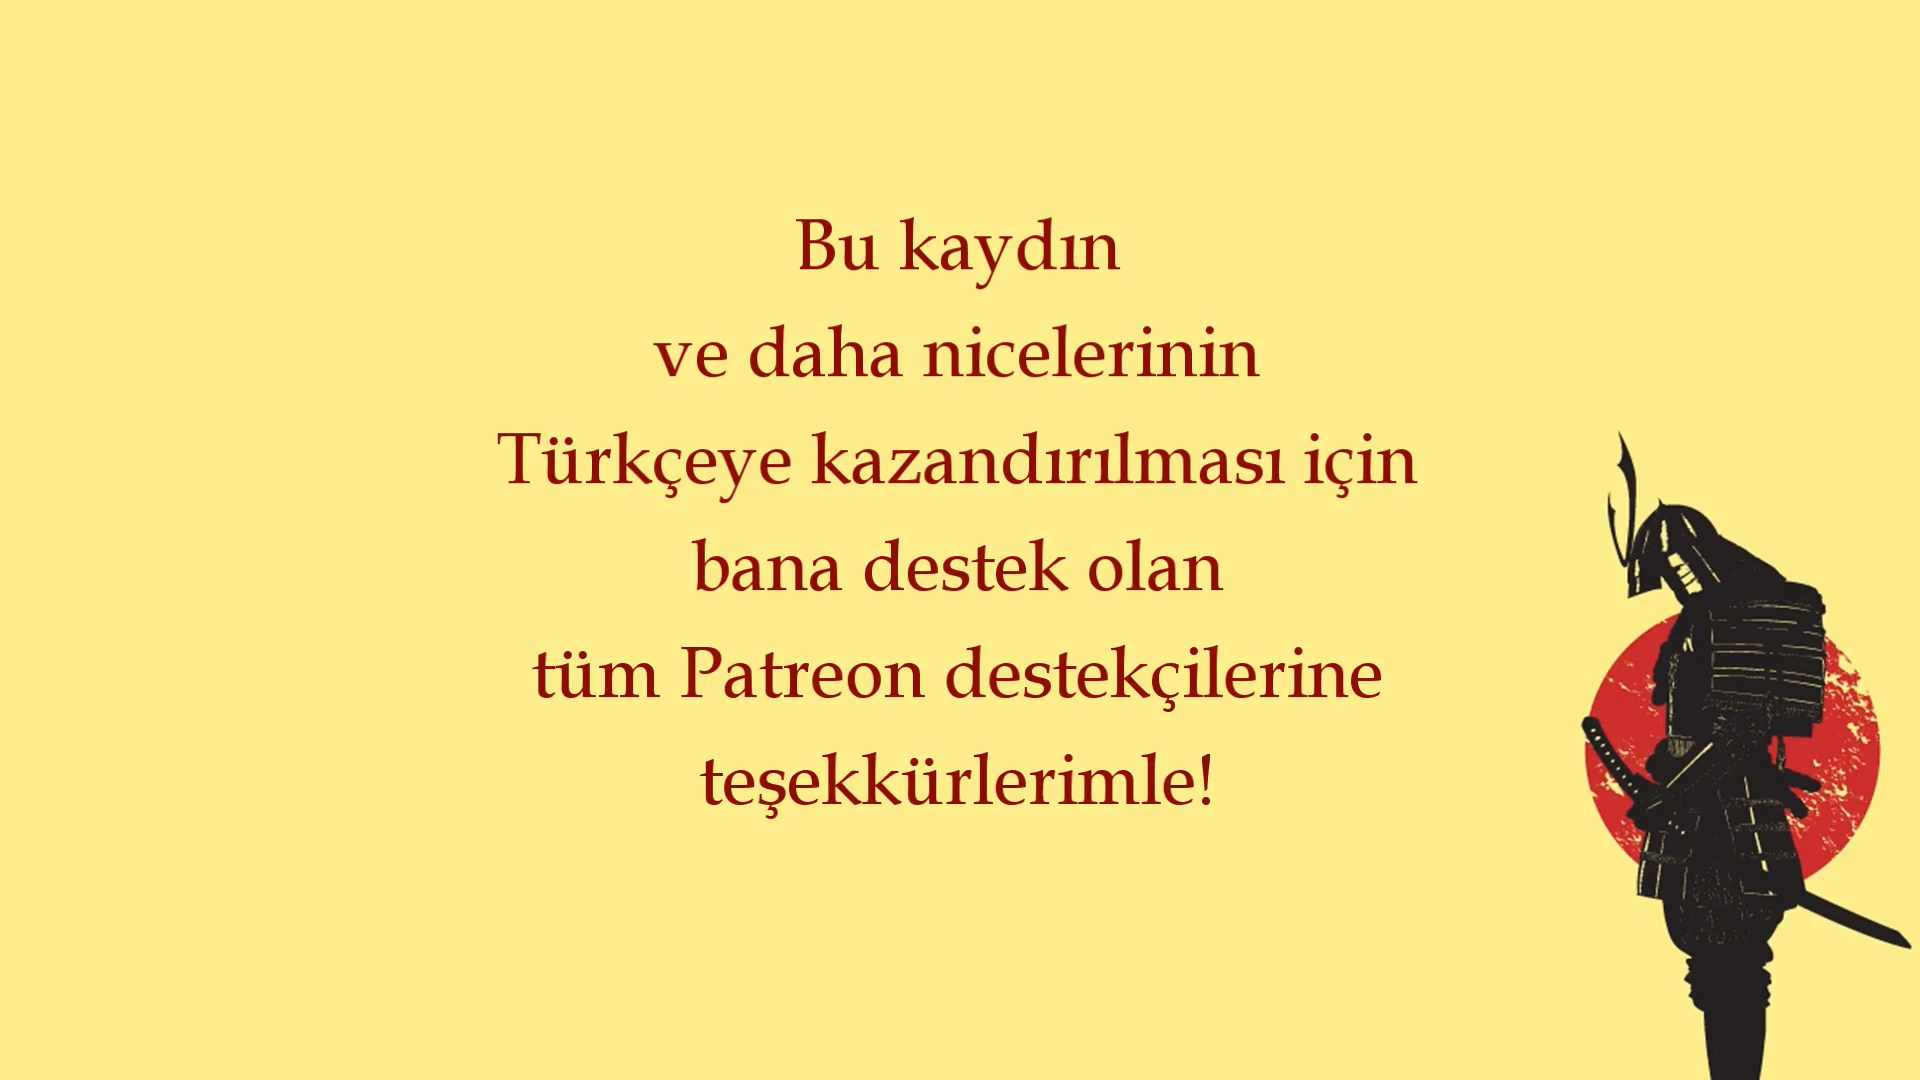 Bu kaydın
ve daha nicelerinin
Türkçeye kazandırılması için
bana destek olan
tüm Patreon destekçilerine
teşekkürlerimle!